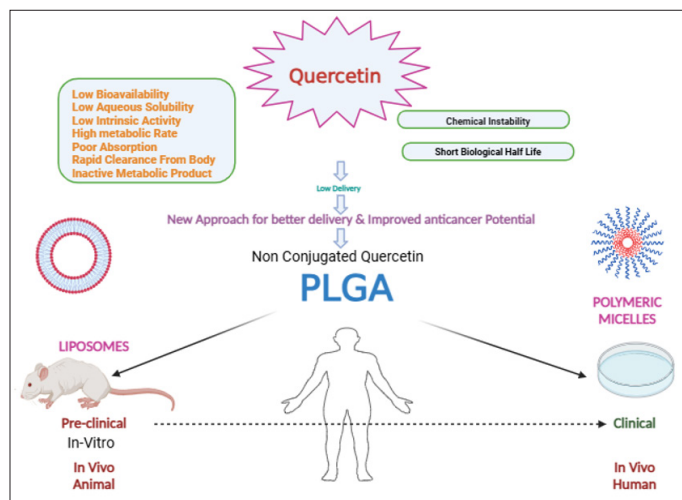 Quercetin
Low Bioavailability
Low Aqueous Solubility
Low Intrinsic Activity
High metabolic Rate
Poor Absorption
Rapid Clearance From Body
Inactive Metabolic Product
Chemical Instability
Short Biological Half Life
Low Delivery
New Approach for better delivery & Improved anticancer Potential
Non Conjugated Quercetin
PLGA
LIPOSOMES
POLYMERIC
MICELLES
Pre-clinical
In-Vitro
In Vivo
Animal
Clinical
In Vivo
Human